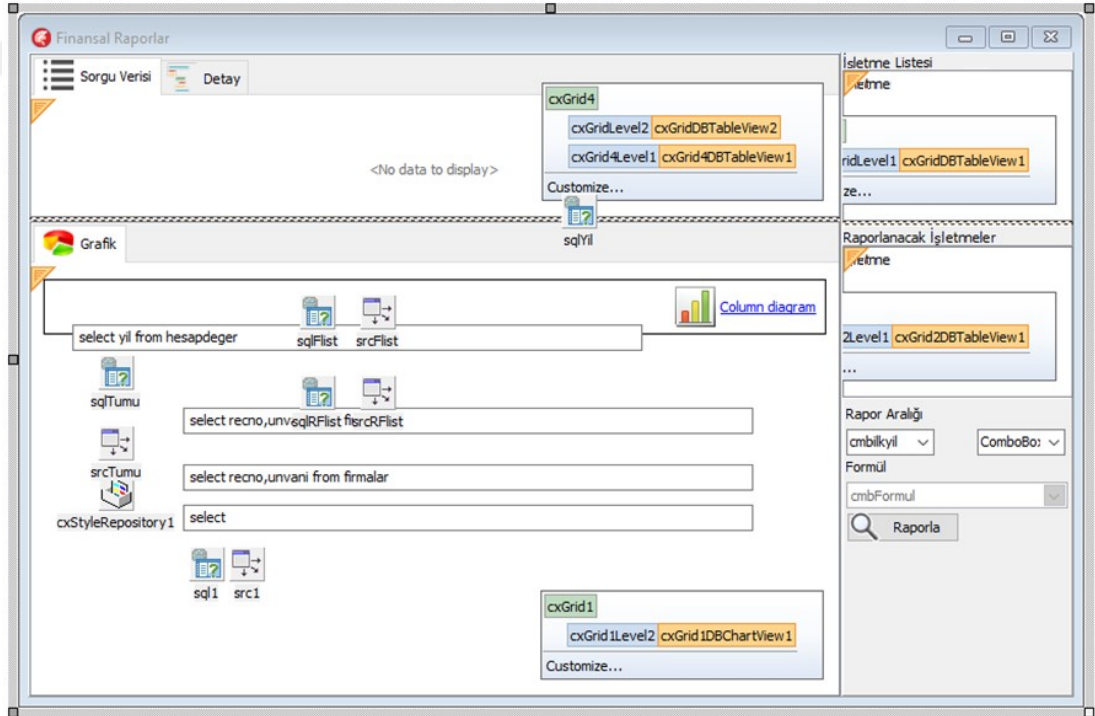 Finansal Raporlar
Sorgu Verisi
Detay
<No data to display>
cxGrid4
cxGridLevel2 cxGridDBTableView2
cxGrid4Level1 cxGrid4DBTableView1
Customize...
sqlYil
İşletme Listesi
ridLevel1 cxGridDBTableView1
ze...
Grafik
Column diagram
select yil from hesapdeger
sqlFlist
srcFlist
sqlTumu
select recno,unv
sqlRFlist
srcRFlist
srcTumu
select recno,unvani from firmalar
cxStyleRepository1
select
sql1
src1
cxGrid1
cxGrid1Level2 cxGrid1DBChartView1
Customize...
Raporlanacak İşletmeler
2Level1 cxGrid2DBTableView1
...
Rapor Aralığı
cmbilkyil
Formül
cmbFormul
Raporla